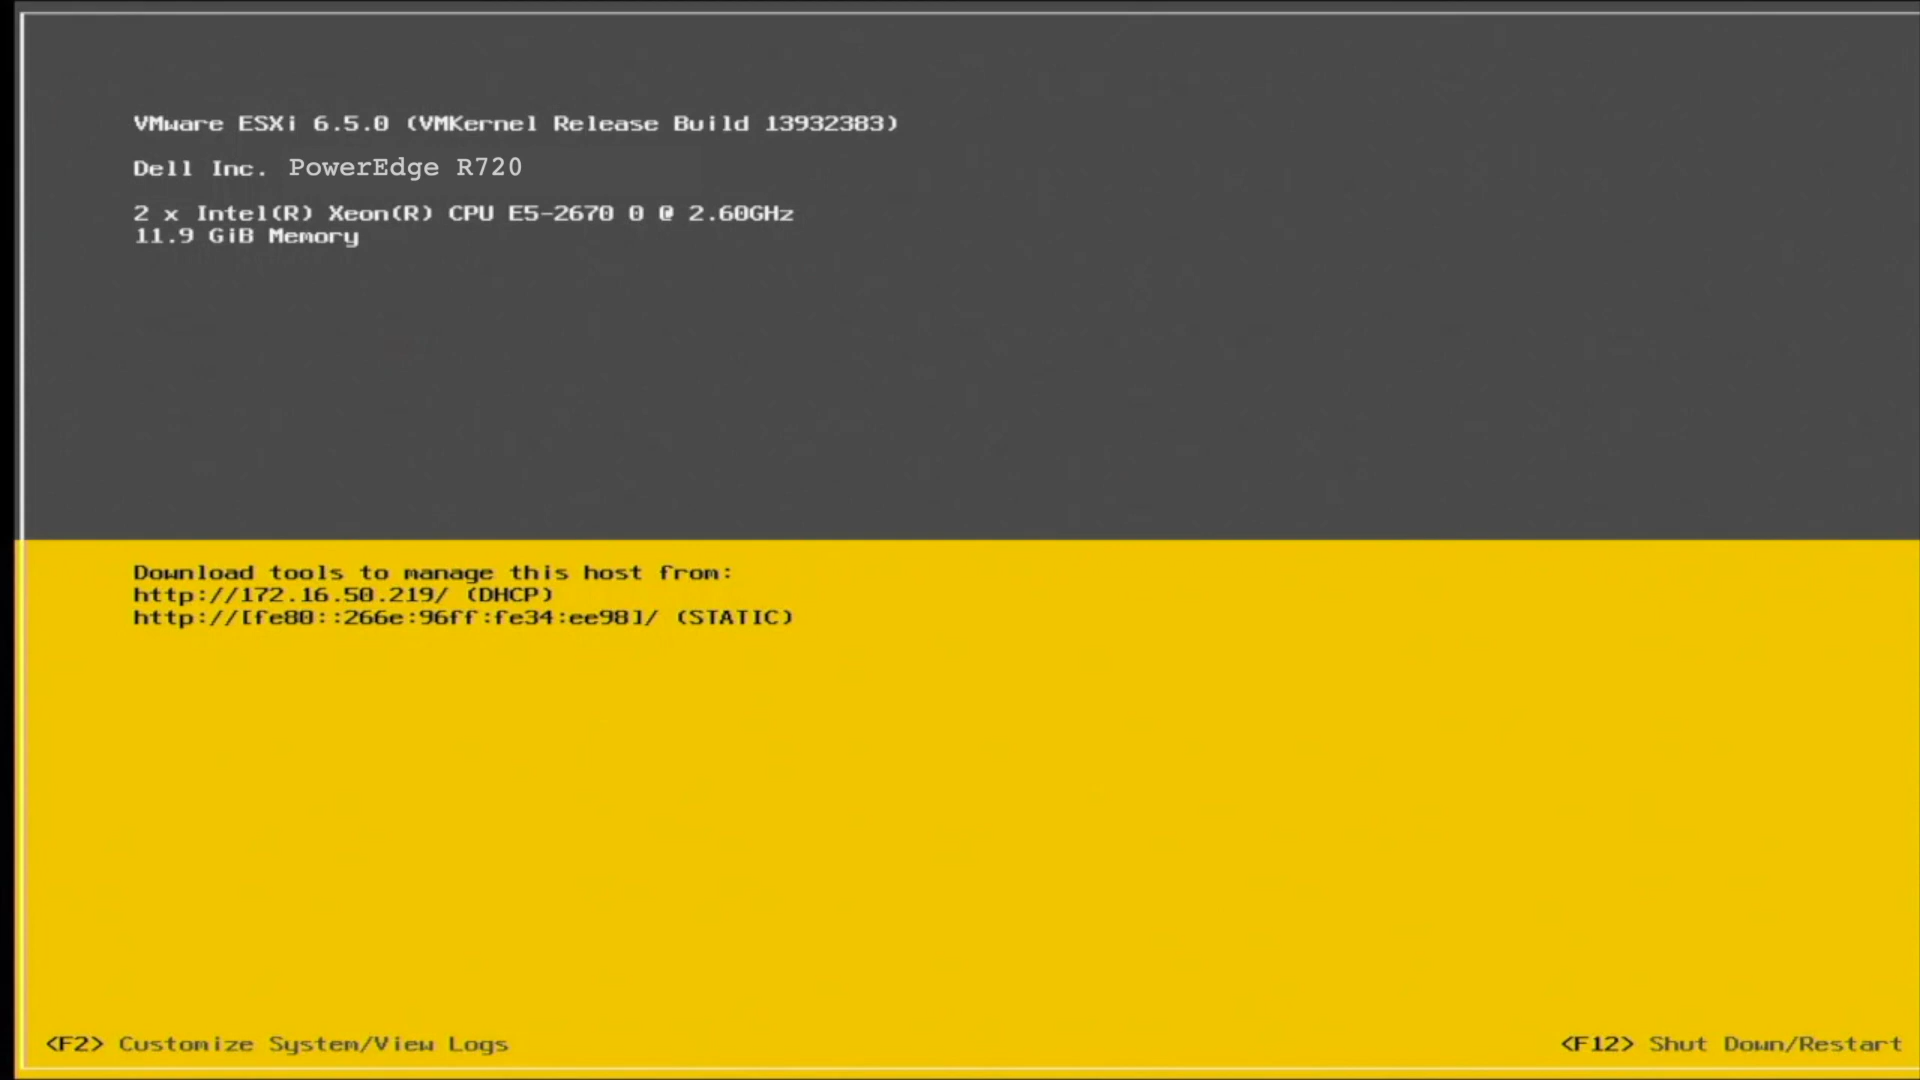 VMware ESXi 6.5.0 (VMKernel Release Build 13932383)
Dell Inc. PowerEdge R720
2 x Intel(R) Xeon(R) CPU E5-2670 0 @ 2.60GHz
11.9 GiB Memory
Download tools to manage this host from:
http://172.16.50.219/ (DHCP)
http://[fe80::266e:96ff:fe34:ee98]/ (STATIC)
<F2> Customize System/View Logs
<F12> Shut Down/Restart